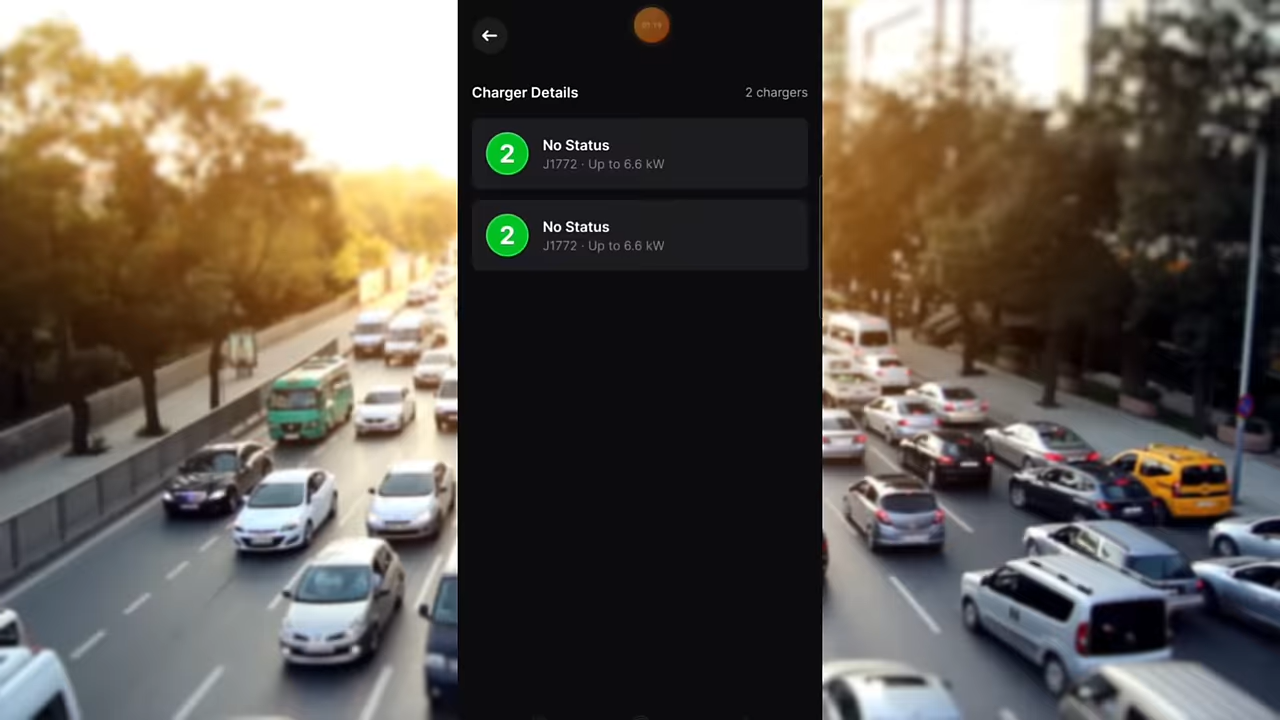 Charger Details
2 chargers
2
No Status
J1772 · Up to 6.6 kW
2
No Status
J1772 · Up to 6.6 kW